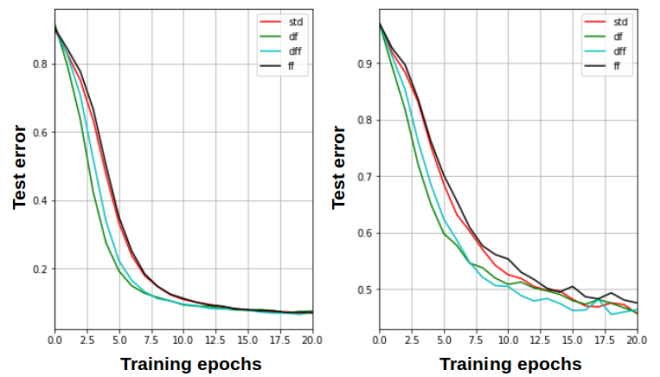 Test error
0.8
0.6
0.4
0.2
0.0 2.5 5.0 7.5 10.0 12.5 15.0 17.5 20.0
Training epochs
std
df
dff
ff
Test error
0.9
0.8
0.7
0.6
0.5
0.0 2.5 5.0 7.5 10.0 12.5 15.0 17.5 20.0
Training epochs
std
df
dff
ff